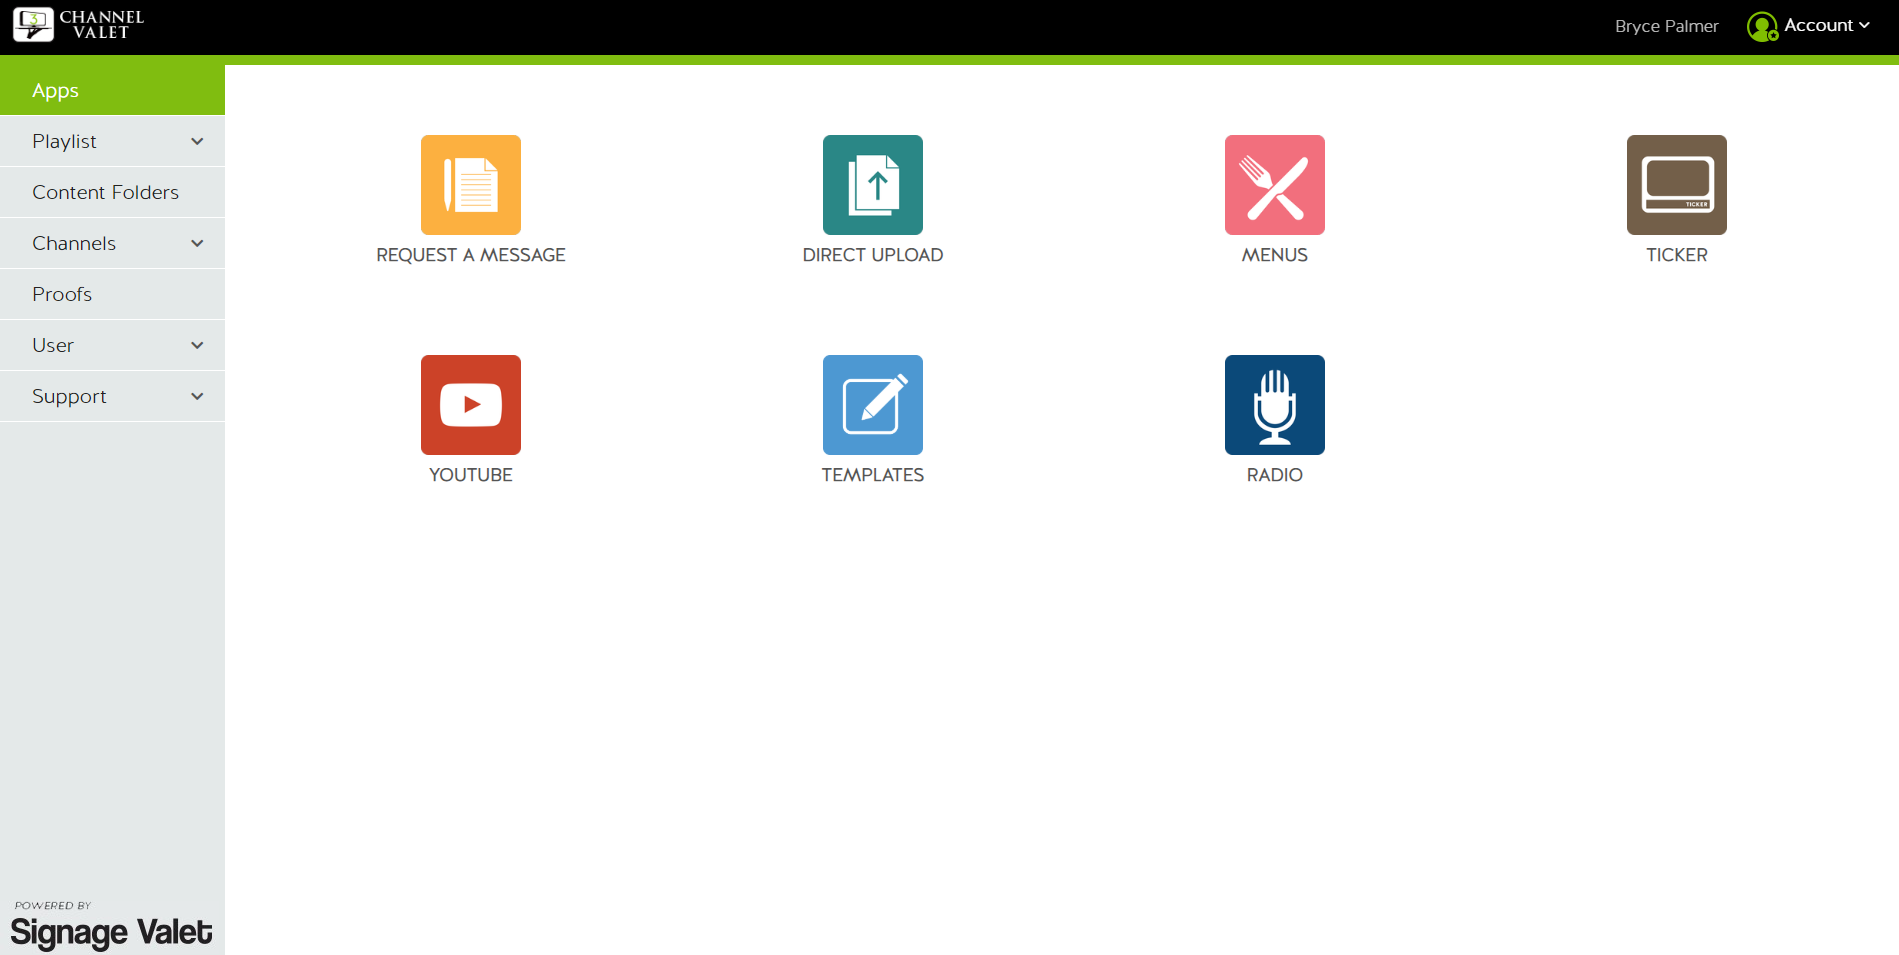 3
CHANNEL
VALET
Bryce Palmer
Account
Apps
Playlist
Content Folders
Channels
Proofs
User
Support
REQUEST A MESSAGE
DIRECT UPLOAD
MENUS
TICKER
TICKER
YOUTUBE
TEMPLATES
RADIO
POWERED BY
Signage Valet